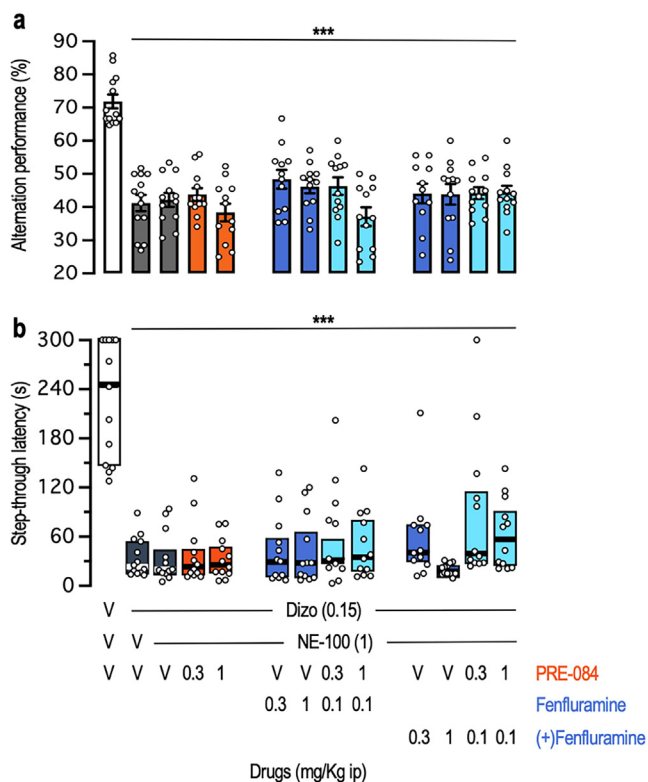 a
***
Alternation performance (%)
90
80
70
60
50
40
30
20
b
***
Step-through latency (s)
300
240
120
60
0
V Dizo (0.15)
V V NE-100 (1)
V V V 0.3 1 V V 0.3 1 V V 0.3 1 PRE-084
0.3 1 0.1 0.1 Fenfluramine
0.3 1 0.1 0.1 (+)Fenfluramine
Drugs (mg/Kg ip)